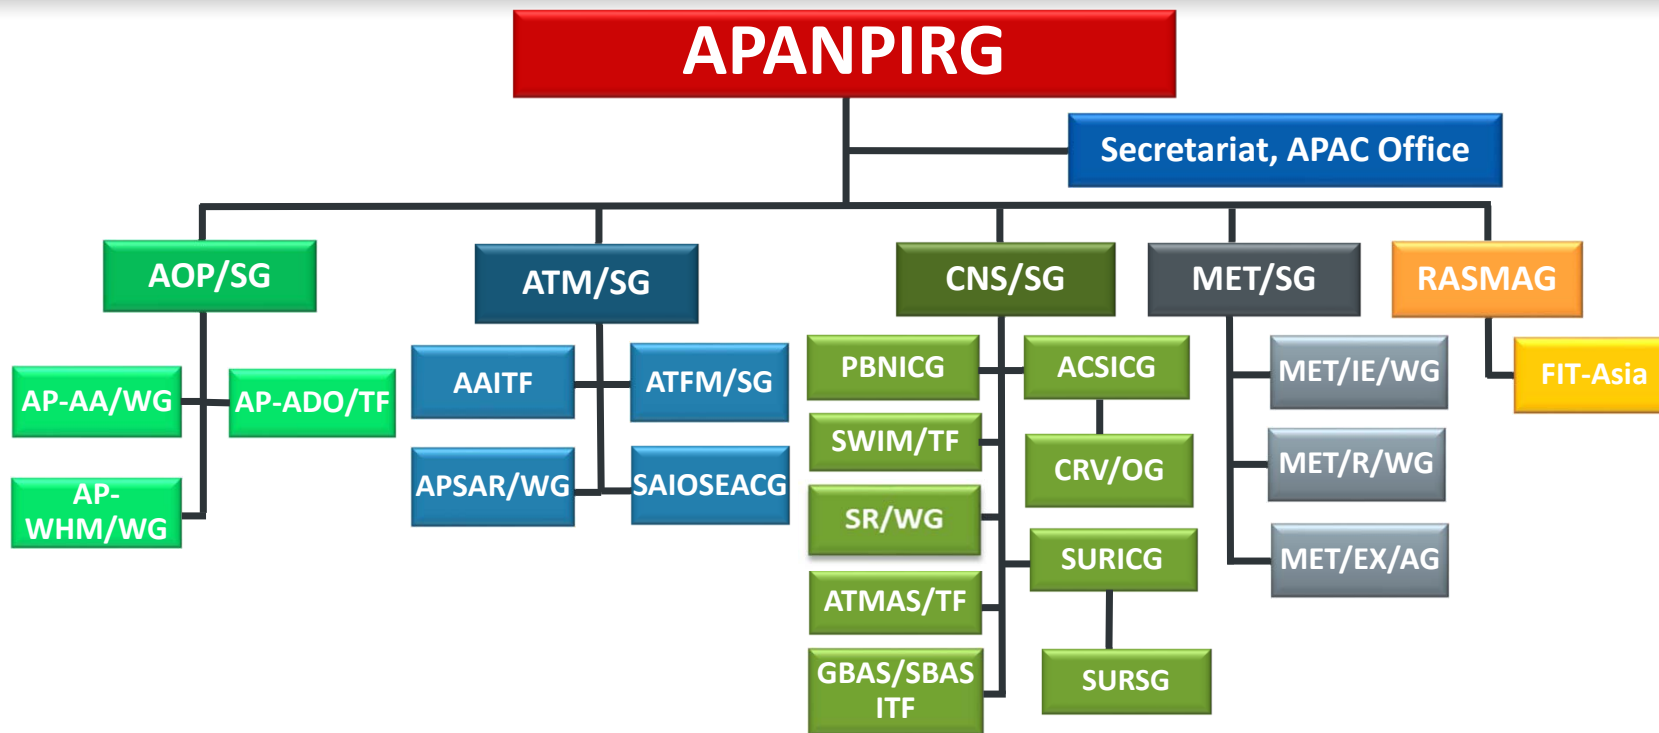 APANPIRG
Secretariat, APAC Office
AOP/SG
ATM/SG
CNS/SG
MET/SG
RASMAG
AP-AA/WG
AP-ADO/TF
AP-
WHM/WG
AAITF
ATFM/SG
APSAR/WG
SAIOSEACG
PBNICG
ACSICG
SWIM/TF
CRV/OG
SR/WG
SURICG
ATMAS/TF
GBAS/SBAS
ITF
SURSG
MET/IE/WG
MET/R/WG
MET/EX/AG
FIT-Asia